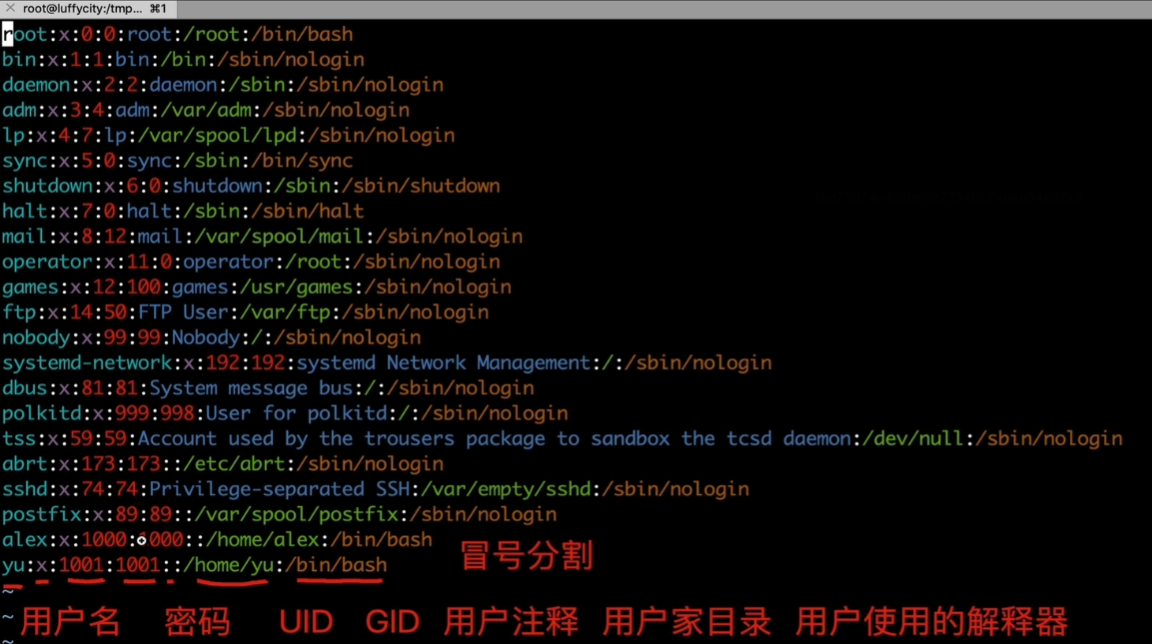 root@luffycity:/tmp... ⌘1
root:x:0:0:root:/root:/bin/bash
bin:x:1:1:bin:/bin:/sbin/nologin
daemon:x:2:2:daemon:/sbin:/sbin/nologin
adm:x:3:4:adm:/var/adm:/sbin/nologin
lp:x:4:7:lp:/var/spool/lpd:/sbin/nologin
sync:x:5:0:sync:/sbin:/bin/sync
shutdown:x:6:0:shutdown:/sbin:/sbin/shutdown
halt:x:7:0:halt:/sbin:/sbin/halt
mail:x:8:12:mail:/var/spool/mail:/sbin/nologin
operator:x:11:0:operator:/root:/sbin/nologin
games:x:12:100:games:/usr/games:/sbin/nologin
ftp:x:14:50:FTP User:/var/ftp:/sbin/nologin
nobody:x:99:99:Nobody:/:/sbin/nologin
systemd-network:x:192:192:systemd Network Management:/:/sbin/nologin
dbus:x:81:81:System message bus:/:/sbin/nologin
polkitd:x:999:998:User for polkitd:/:/sbin/nologin
tss:x:59:59:Account used by the trousers package to sandbox the tcsd daemon:/dev/null:/sbin/nologin
abrt:x:173:173::/etc/abrt:/sbin/nologin
sshd:x:74:74:Privilege-separated SSH:/var/empty/sshd:/sbin/nologin
postfix:x:89:89::/var/spool/postfix:/sbin/nologin
alex:x:1000:1000::/home/alex:/bin/bash
冒号分割
yu:x:1001:1001::/home/yu:/bin/bash
~
~ 用户名 密码 UID GID 用户注释 用户家目录 用户使用的解释器
~